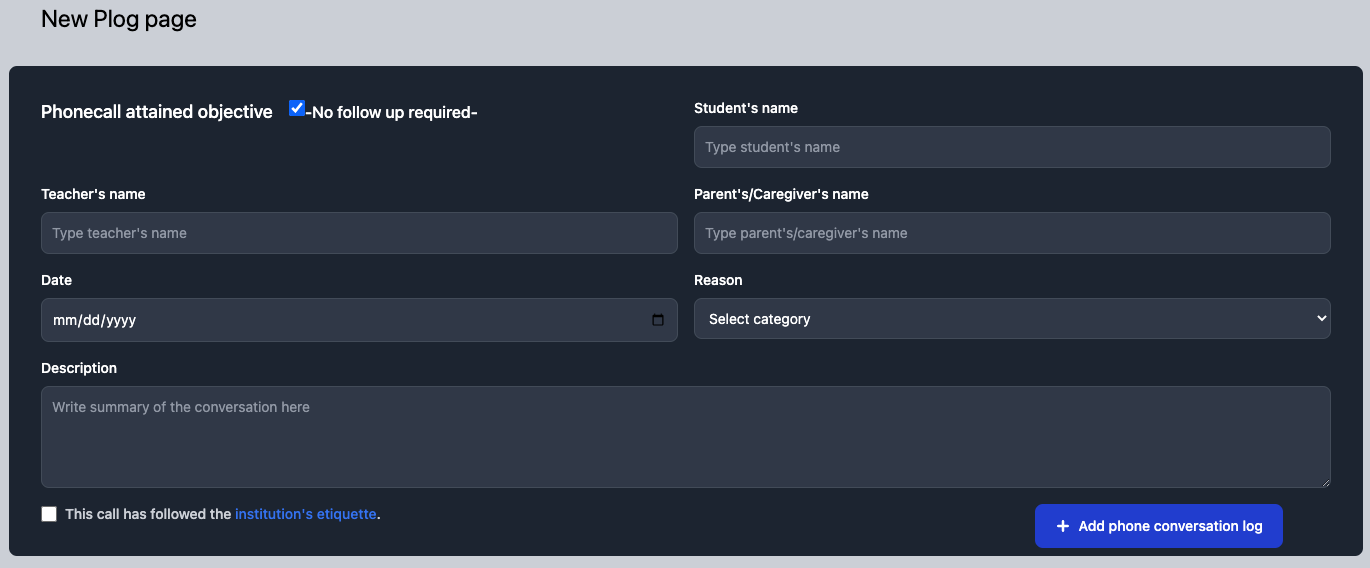 New Plog page
Phonecall attained objective -No follow up required-
Student's name
Type student's name
Teacher's name
Type teacher's name
Parent's/Caregiver's name
Type parent's/caregiver's name
Date
mm/dd/yyyy
Reason
Select category
Description
Write summary of the conversation here
This call has followed the institution's etiquette.
+ Add phone conversation log